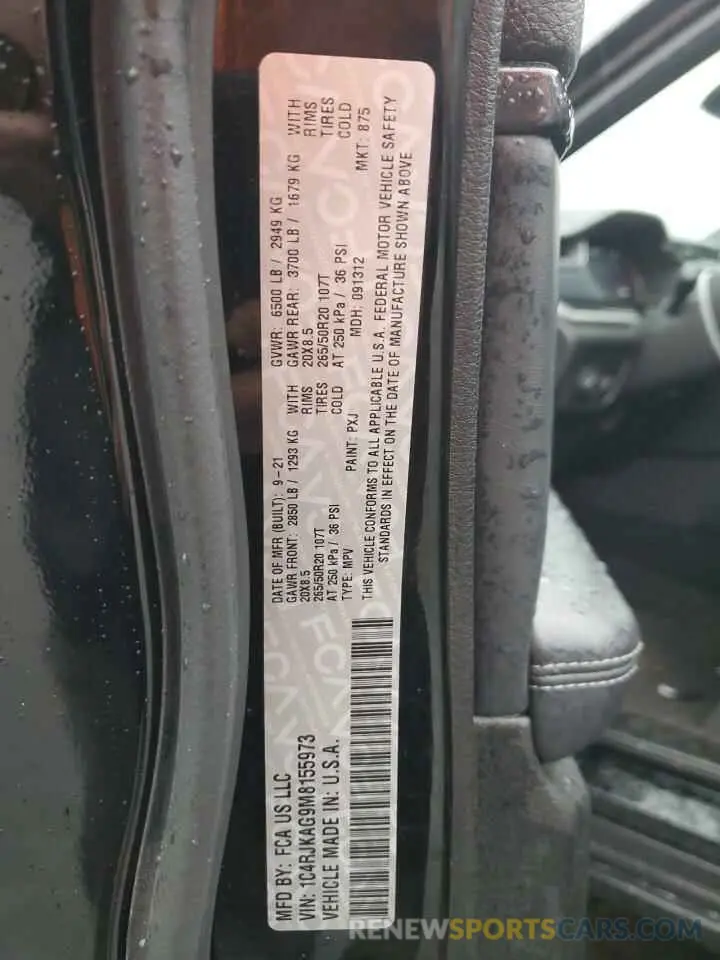 MFD BY: FCA US LLC
VIN: 1C4RJKAG9M8155973
VEHICLE MADE IN: U.S.A.
DATE OF MFR (BUILT): 9-21 GVWR: 6500 LB / 2949 KG
GAWR FRONT: 2850 LB / 1293 KG WITH GAWR REAR: 3700 LB / 1679 KG WITH
20X8.5 RIMS 20X8.5 RIMS
265/50R20 107T TIRES 265/50R20 107T TIRES
AT 250 kPa / 36 PSI COLD AT 250 kPa / 36 PSI COLD
TYPE: MPV PAINT: PXJ MDH: 091312 MKT: 875
THIS VEHICLE CONFORMS TO ALL APPLICABLE U.S.A. FEDERAL MOTOR VEHICLE SAFETY
STANDARDS IN EFFECT ON THE DATE OF MANUFACTURE SHOWN ABOVE
RENEWSPORTSCARS.COM